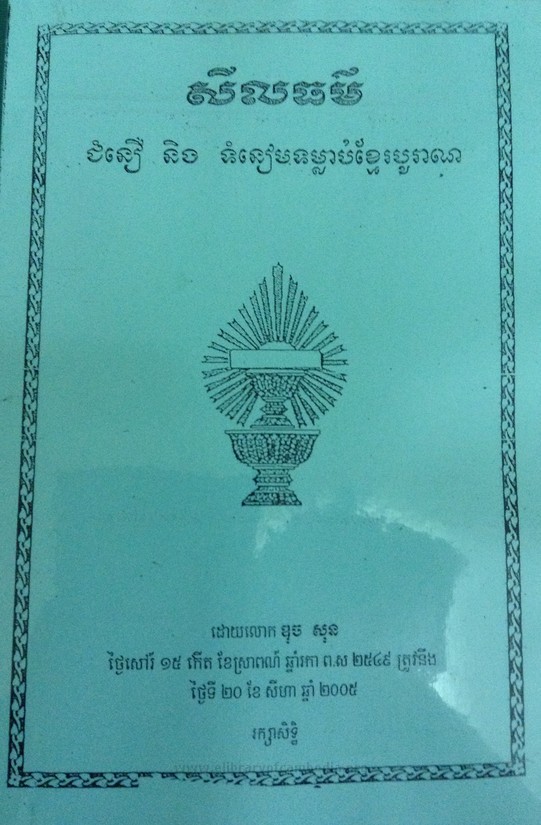 សីលធម៌
ជំនឿ និង ទំនៀមទម្លាប់ខ្មែរបូរាណ
ដោយលោក ឌុច សុន
ថ្ងៃសៅរ៍ ១៥ កើត ខែស្រាពណ៍ ឆ្នាំរកា ព.ស ២៥៤៩ ត្រូវនឹង
ថ្ងៃទី ២០ ខែ សីហា ឆ្នាំ ២០០៥
រក្សាសិទ្ធិ
www.elibraryofcambodia.org